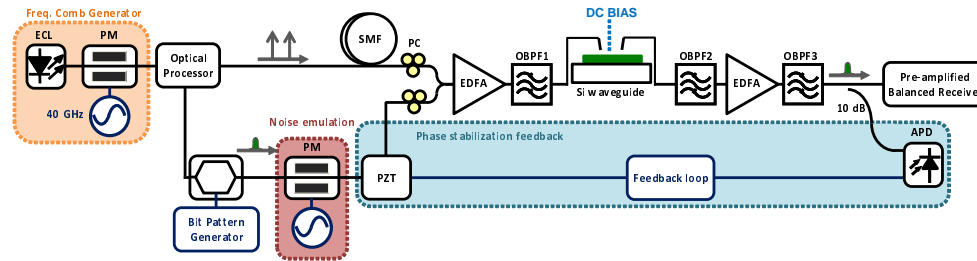 Freq. Comb Generator
ECL
PM
40 GHz
Optical
Processor
SMF
PC
EDFA
OBPF1
DC BIAS
Si waveguide
OBPF2
EDFA
OBPF3
10 dB
Pre-amplified
Balanced Receive
APD
Noise emulation
PM
Phase stabilization feedback
PZT
Feedback loop
Bit Pattern
Generator